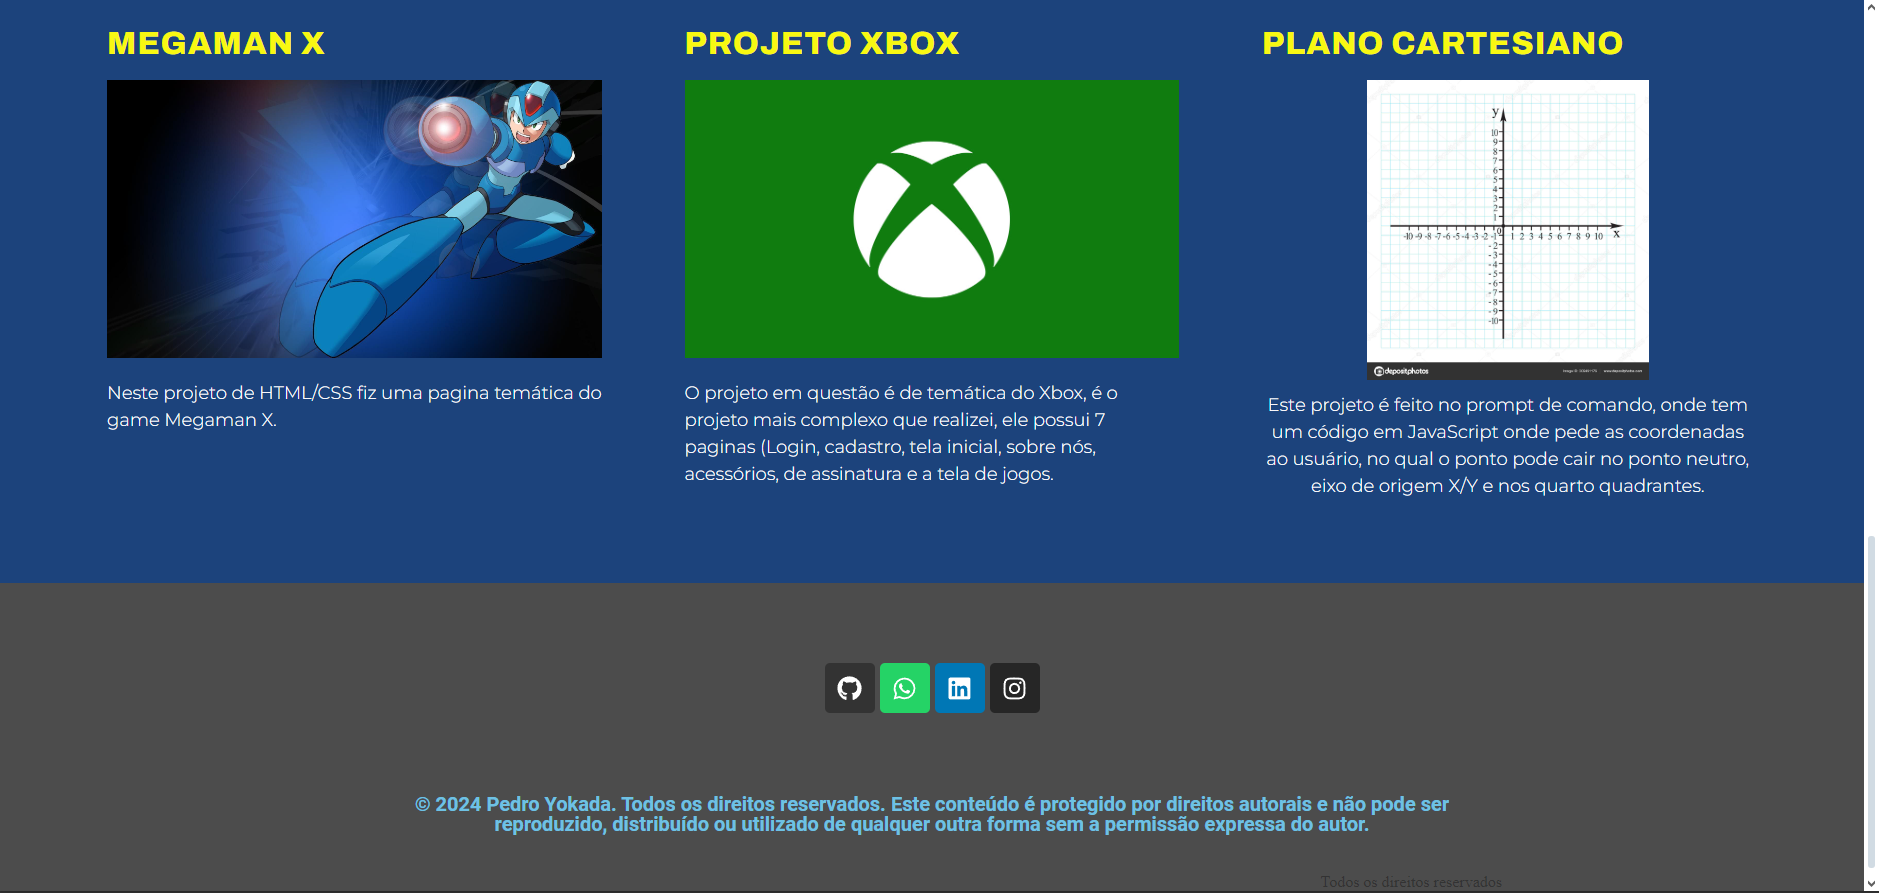 MEGAMAN X
Neste projeto de HTML/CSS fiz uma pagina temática do
game Megaman X.
PROJETO XBOX
O projeto em questão é de temática do Xbox, é o
projeto mais complexo que realizei, ele possui 7
paginas (Login, cadastro, tela inicial, sobre nós,
acessórios, de assinatura e a tela de jogos.
PLANO CARTESIANO
y
10
9
8
7
6
5
4
3
2
1
0
-10 -9 -8 -7 -6 -5 -4 -3 -2 -1 1 2 3 4 5 6 7 8 9 10 x
-2
-3
-4
-5
-6
-7
-8
-9
-10
depositphotos
www.depositphotos.com
Este projeto é feito no prompt de comando, onde tem
um código em JavaScript onde pede as coordenadas
ao usuário, no qual o ponto pode cair no ponto neutro,
eixo de origem X/Y e nos quarto quadrantes.
© 2024 Pedro Yokada. Todos os direitos reservados. Este conteúdo é protegido por direitos autorais e não pode ser
reproduzido, distribuído ou utilizado de qualquer outra forma sem a permissão expressa do autor.
Todos os direitos reservados